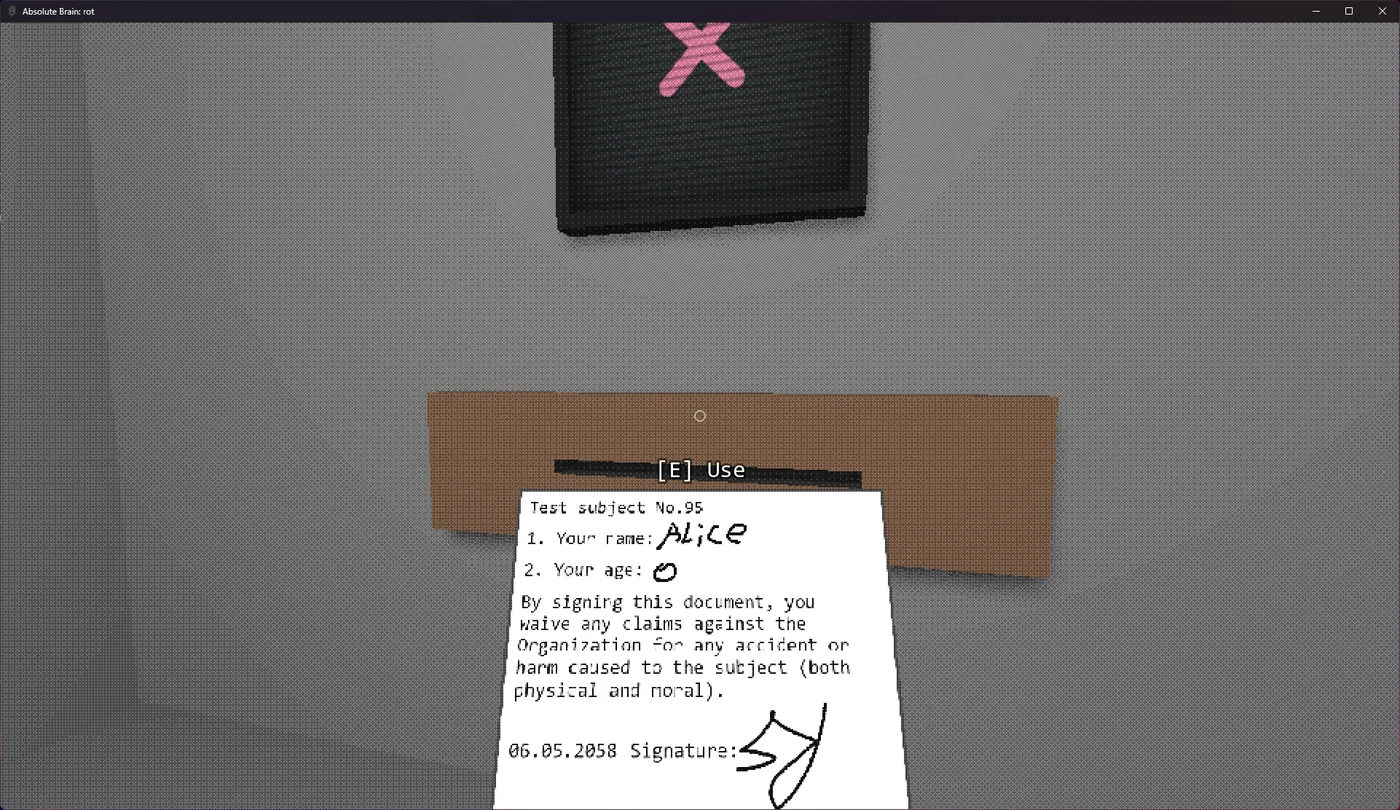 Absolute Brain: rot
X
[E] Use
Test subject No.95
1. Your name: Alice
2. Your age: 0
By signing this document, you
waive any claims against the
Organization for any accident or
harm caused to the subject (both
physical and moral).
06.05.2058 Signature: